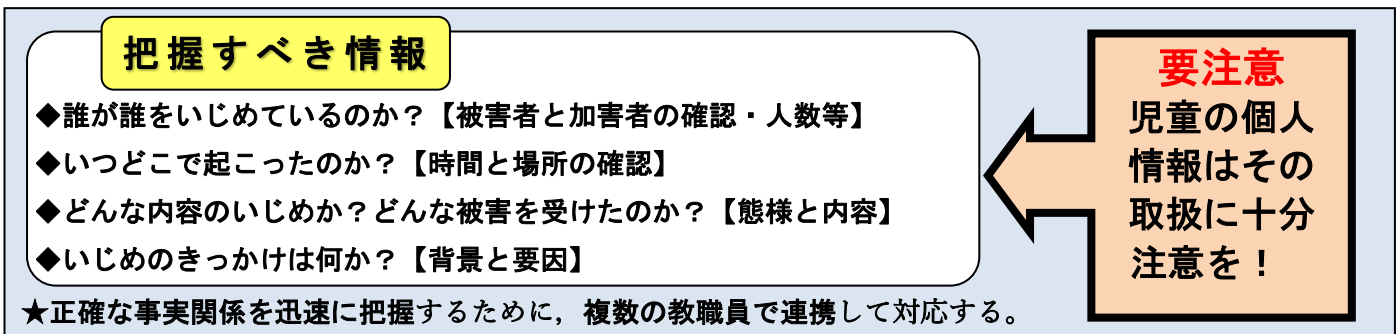 把握すべき情報
◆誰が誰をいじめているのか？【被害者と加害者の確認・人数等】
◆いつどこで起こったのか？【時間と場所の確認】
◆どんな内容のいじめか？どんな被害を受けたのか？【態様と内容】
◆いじめのきっかけは何か？【背景と要因】
★正確な事実関係を迅速に把握するために，複数の教職員で連携して対応する。
要注意
児童の個人
情報はその
取扱に十分
注意を！